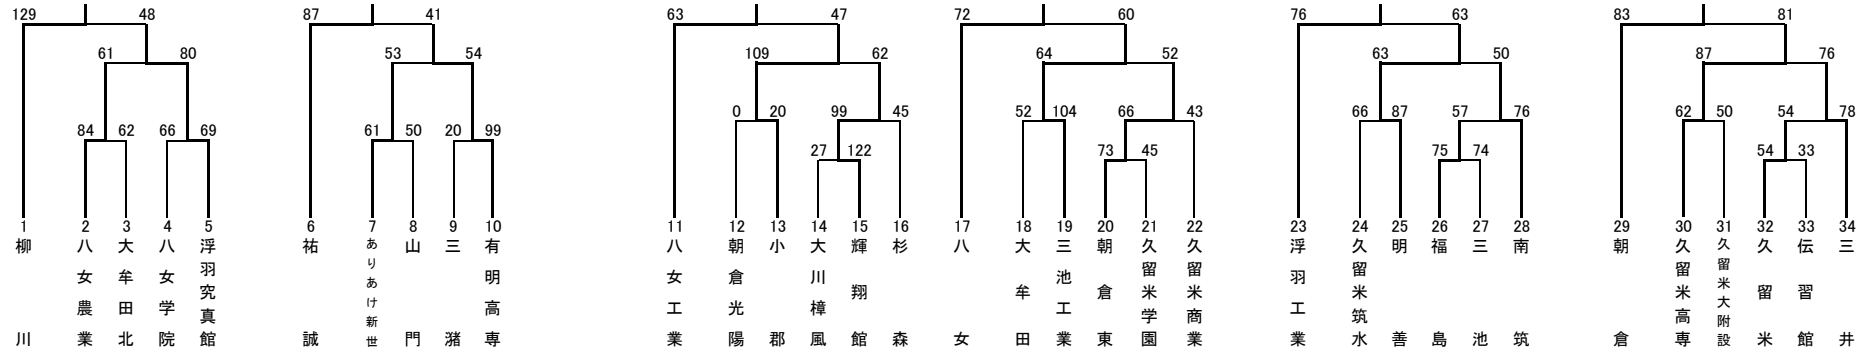 129 48 87 41 63 47 72 60 76 63 83 81
61 80 53 54 109 62 64 52 63 50 87 76
0 20 99 45 52 104 66 43 66 87 57 76 62 50 54 78
84 62 66 69 61 50 20 99 27 122 73 45 75 74 54 33
1 2 3 4 5 6 7 8 9 10 11 12 13 14 15 16 17 18 19 20 21 22 23 24 25 26 27 28 29 30 31 32 33 34
柳川
八女農業
大牟田北
八女学院
浮羽究真館
祐誠
ありあけ新世
山門
三潴
有明高専
八女工業
朝倉光陽
小郡
大川樟風
輝翔館
杉森
八女
大牟田
三池工業
朝倉東
久留米学園
久留米商業
浮羽工業
久留米筑水
明善
福島
三池
南筑
朝倉
久留米高専
久留米大附設
久留米
伝習館
三井